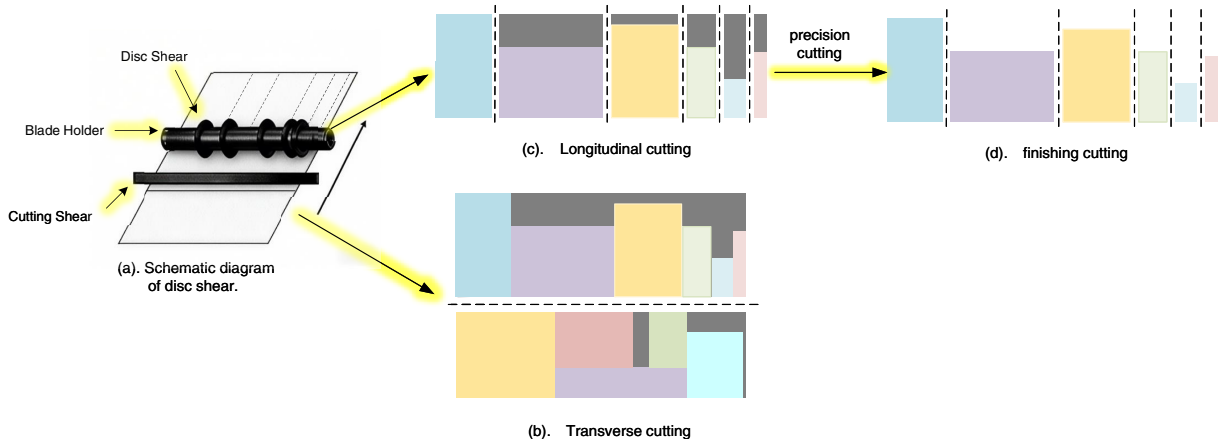 Disc Shear
Blade Holder
Cutting Shear
(a). Schematic diagram
of disc shear.
(c). Longitudinal cutting
precision
cutting
(d). finishing cutting
(b). Transverse cutting